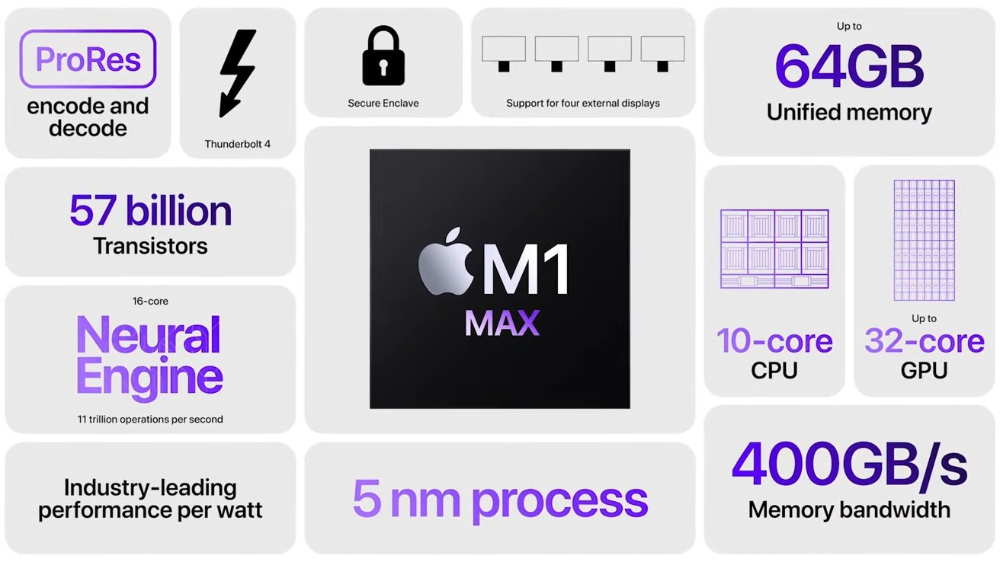 ProRes
encode and
decode
Thunderbolt 4
Secure Enclave
Support for four external displays
Up to
64GB
Unified memory
57 billion
Transistors
M1
MAX
10-core
CPU
Up to
32-core
GPU
16-core
Neural
Engine
11 trillion operations per second
Industry-leading
performance per watt
5 nm process
400GB/s
Memory bandwidth